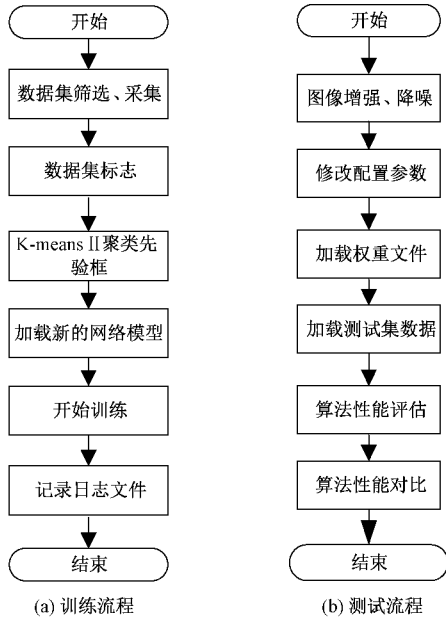 开始
数据集筛选、采集
数据集标志
K-means II聚类先
验框
加载新的网络模型
开始训练
记录日志文件
结束
(a) 训练流程
开始
图像增强、降噪
修改配置参数
加载权重文件
加载测试集数据
算法性能评估
算法性能对比
结束
(b) 测试流程